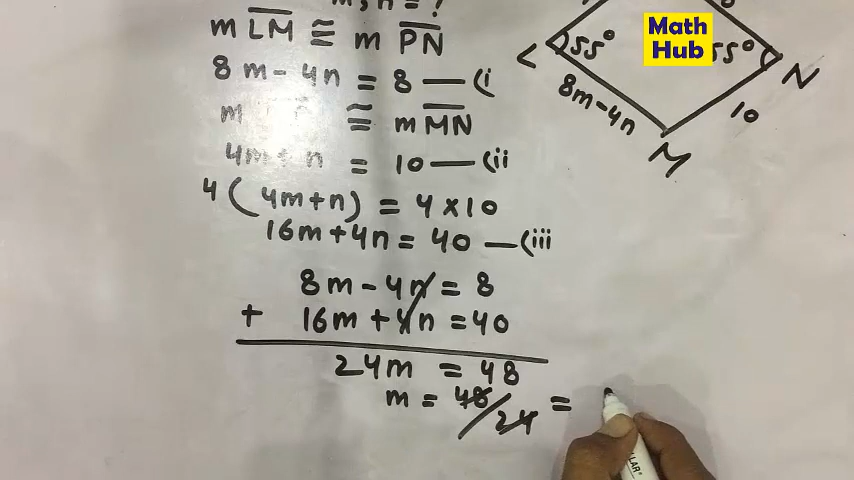 m, n = ?
m LM ≅ m PN
8m - 4n = 8 — (i
m ≅ m MN
4m + n = 10 — (ii
4 ( 4m + n ) = 4 × 10
16m + 4n = 40 — (iii
8m - 4n = 8
+ 16m + 4n = 40
24m = 48
m = 48/24 =
Math
Hub
L 55° 55° N
8m-4n
10
M